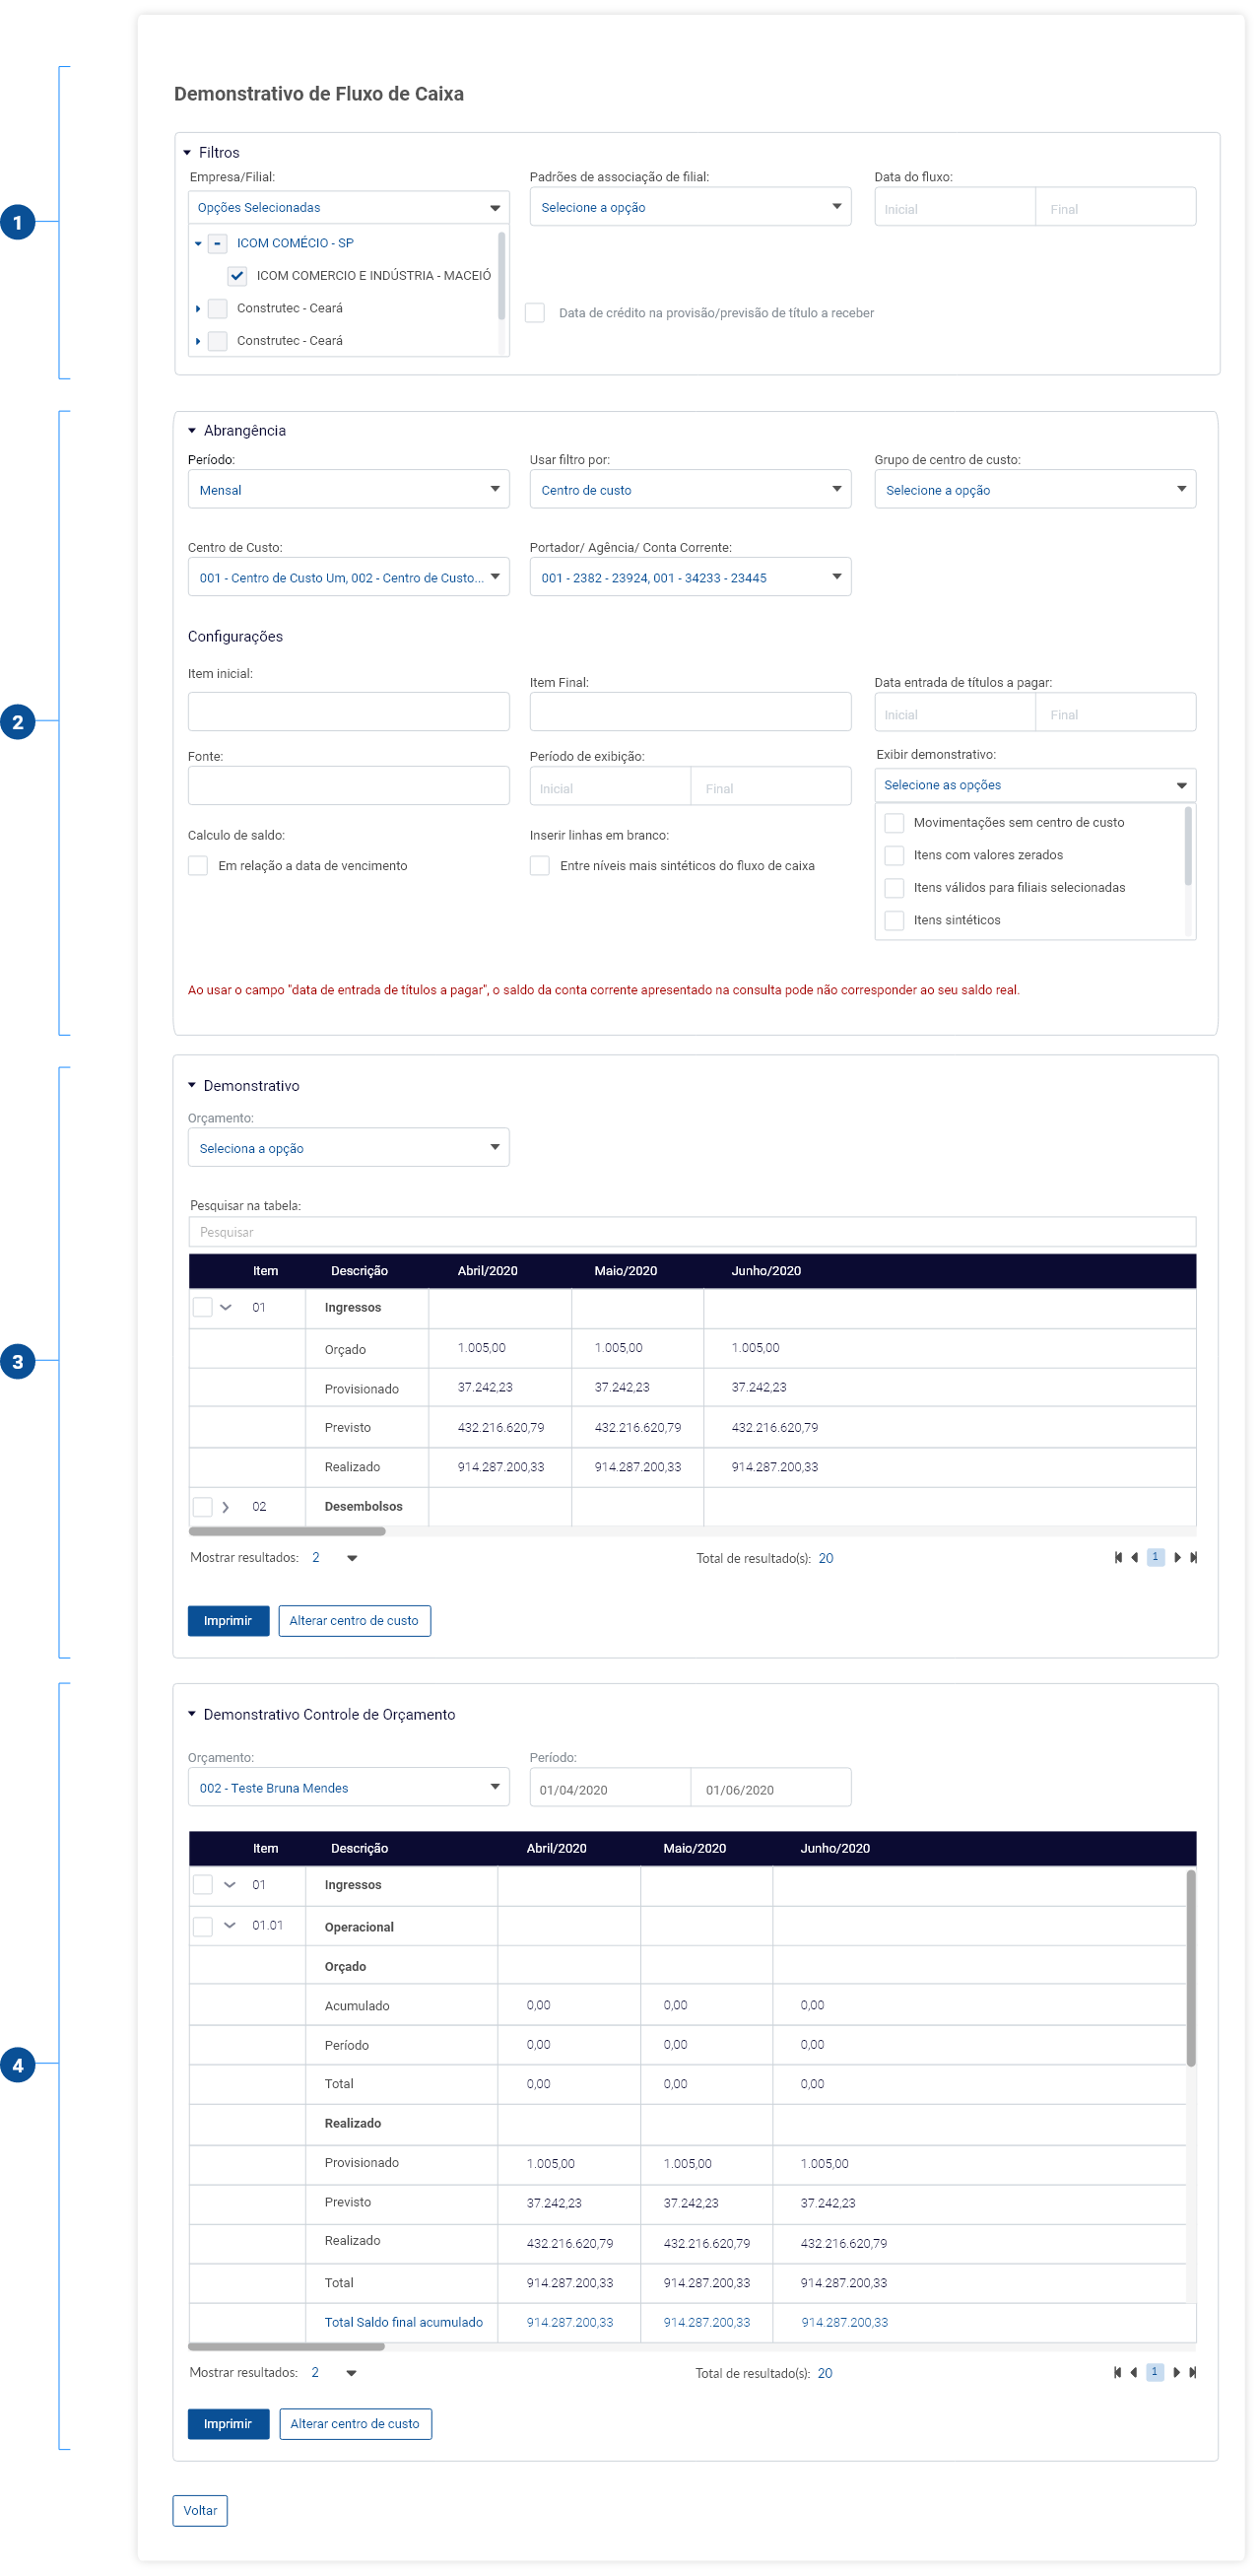 Demonstrativo de Fluxo de Caixa
1
Filtros
Empresa/Filial:
Padrões de associação de filial:
Data do fluxo:
Opções Selecionadas
Selecione a opção
Inicial
Final
ICOM COMÉCIO - SP
ICOM COMERCIO E INDÚSTRIA - MACEIÓ
Construtec - Ceará
Data de crédito na provisão/previsão de título a receber
Construtec - Ceará
2
Abrangência
Período:
Usar filtro por:
Grupo de centro de custo:
Mensal
Centro de custo
Selecione a opção
Centro de Custo:
Portador/ Agência/ Conta Corrente:
001 - Centro de Custo Um, 002 - Centro de Custo...
001 - 2382 - 23924, 001 - 34233 - 23445
Configurações
Item inicial:
Item Final:
Data entrada de títulos a pagar:
Inicial
Final
Fonte:
Período de exibição:
Exibir demonstrativo:
Inicial
Final
Selecione as opções
Movimentações sem centro de custo
Itens com valores zerados
Itens válidos para filiais selecionadas
Itens sintéticos
Calculo de saldo:
Inserir linhas em branco:
Em relação a data de vencimento
Entre níveis mais sintéticos do fluxo de caixa
Ao usar o campo "data de entrada de títulos a pagar", o saldo da conta corrente apresentado na consulta pode não corresponder ao seu saldo real.
3
Demonstrativo
Orçamento:
Seleciona a opção
Pesquisar na tabela:
Pesquisar
Item Descrição Abril/2020 Maio/2020 Junho/2020
01 Ingressos
Orçado 1.005,00 1.005,00 1.005,00
Provisionado 37.242,23 37.242,23 37.242,23
Previsto 432.216.620,79 432.216.620,79 432.216.620,79
Realizado 914.287.200,33 914.287.200,33 914.287.200,33
02 Desembolsos
Mostrar resultados: 2
Total de resultado(s): 20
1
Imprimir
Alterar centro de custo
4
Demonstrativo Controle de Orçamento
Orçamento:
Período:
002 - Teste Bruna Mendes
01/04/2020
01/06/2020
Item Descrição Abril/2020 Maio/2020 Junho/2020
01 Ingressos
01.01 Operacional
Orçado
Acumulado 0,00 0,00 0,00
Período 0,00 0,00 0,00
Total 0,00 0,00 0,00
Realizado
Provisionado 1.005,00 1.005,00 1.005,00
Previsto 37.242,23 37.242,23 37.242,23
Realizado 432.216.620,79 432.216.620,79 432.216.620,79
Total 914.287.200,33 914.287.200,33 914.287.200,33
Total Saldo final acumulado 914.287.200,33 914.287.200,33 914.287.200,33
Mostrar resultados: 2
Total de resultado(s): 20
1
Imprimir
Alterar centro de custo
Voltar